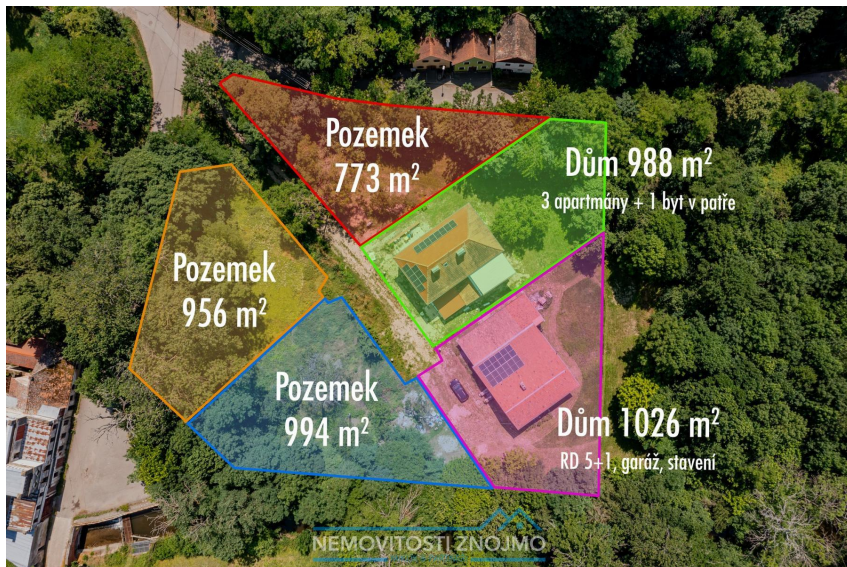 Pozemek
773 m²
Dům 988 m²
3 apartmány + 1 byt v patře
Pozemek
956 m²
Pozemek
994 m²
Dům 1026 m²
RD 5+1, garáž, stavení
NEMOVITOSTI ZNOJMO